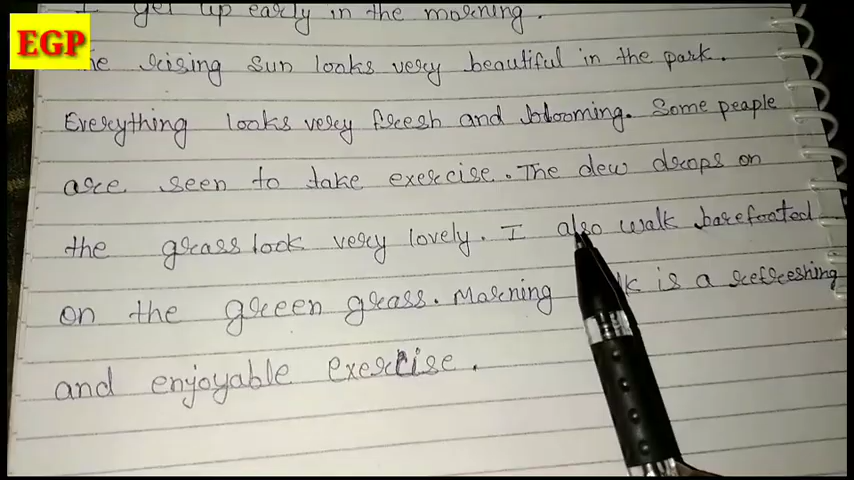 EGP
I get up early in the morning.
rising sun looks very beautiful in the park.
Everything looks very fresh and blooming. Some peaple
are seen to take exercise. The dew drops on
the grass look very lovely. I also walk barefooted
on the green grass. Morning is a refreshing
and enjoyable exercise.